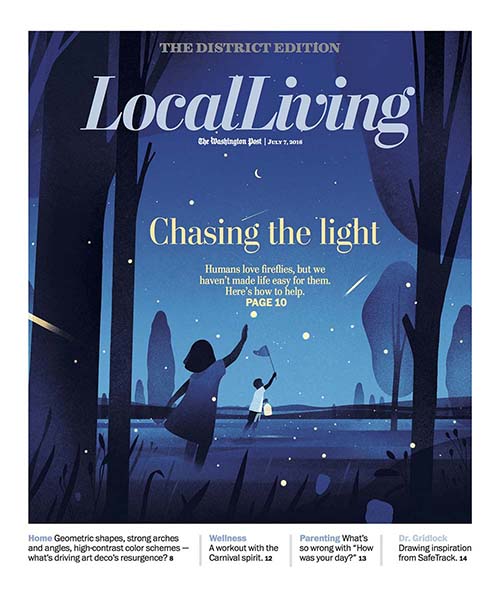 THE DISTRICT EDITION
LocalLiving
The Washington Post | JULY 7, 2016
Chasing the light
Humans love fireflies, but we
haven't made life easy for them.
Here's how to help.
PAGE 10
Home Geometric shapes, strong arches
and angles, high-contrast color schemes —
what's driving art deco's resurgence? 8
Wellness
A workout with the
Carnival spirit. 12
Parenting What's
so wrong with "How
was your day?" 13
Dr. Gridlock
Drawing inspiration
from SafeTrack. 14